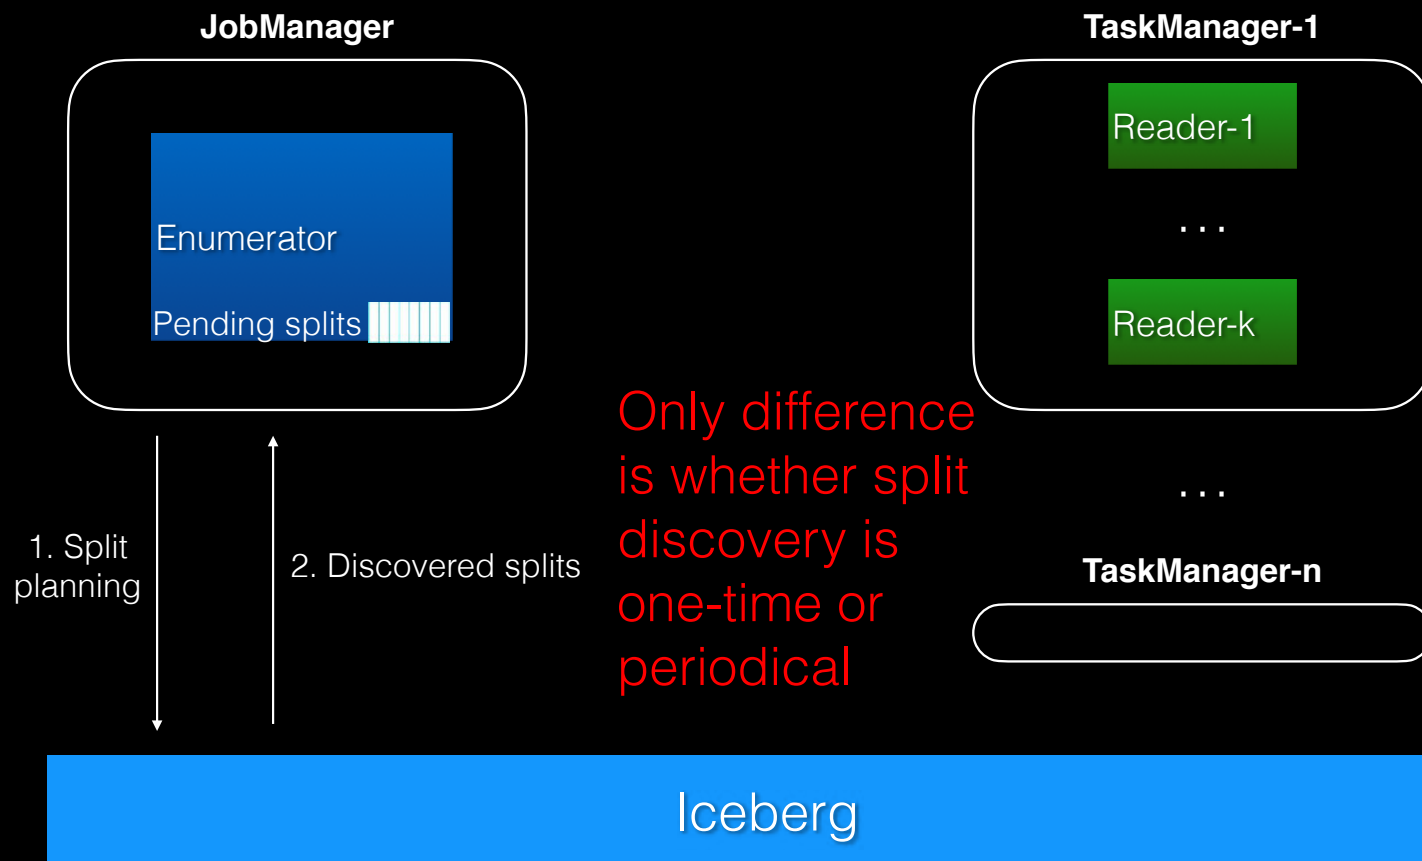 JobManager
Enumerator
Pending splits
1. Split
planning
2. Discovered splits
Only difference
is whether split
discovery is
one-time or
periodical
TaskManager-1
Reader-1
...
Reader-k
...
TaskManager-n
Iceberg